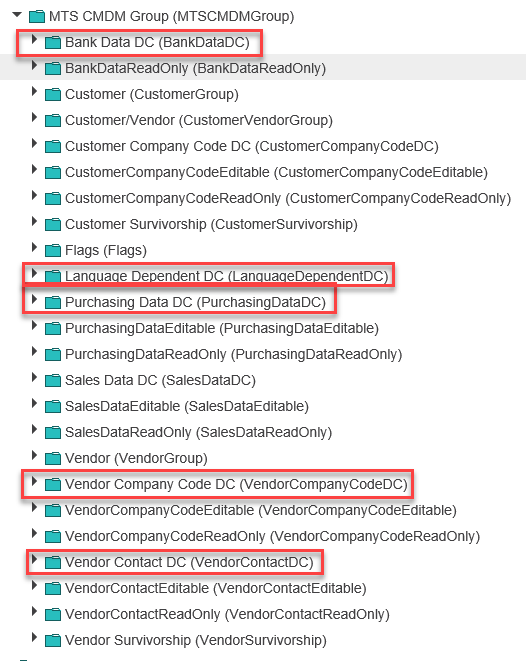 MTS CMDM Group (MTSCMDMGroup)
Bank Data DC (BankDataDC)
BankDataReadOnly (BankDataReadOnly)
Customer (CustomerGroup)
Customer/Vendor (CustomerVendorGroup)
Customer Company Code DC (CustomerCompanyCodeDC)
CustomerCompanyCodeEditable (CustomerCompanyCodeEditable)
CustomerCompanyCodeReadOnly (CustomerCompanyCodeReadOnly)
Customer Survivorship (CustomerSurvivorship)
Flags (Flags)
Language Dependent DC (LanguageDependentDC)
Purchasing Data DC (PurchasingDataDC)
PurchasingDataEditable (PurchasingDataEditable)
PurchasingDataReadOnly (PurchasingDataReadOnly)
Sales Data DC (SalesDataDC)
SalesDataEditable (SalesDataEditable)
SalesDataReadOnly (SalesDataReadOnly)
Vendor (VendorGroup)
Vendor Company Code DC (VendorCompanyCodeDC)
VendorCompanyCodeEditable (VendorCompanyCodeEditable)
VendorCompanyCodeReadOnly (VendorCompanyCodeReadOnly)
Vendor Contact DC (VendorContactDC)
VendorContactEditable (VendorContactEditable)
VendorContactReadOnly (VendorContactReadOnly)
Vendor Survivorship (VendorSurvivorship)